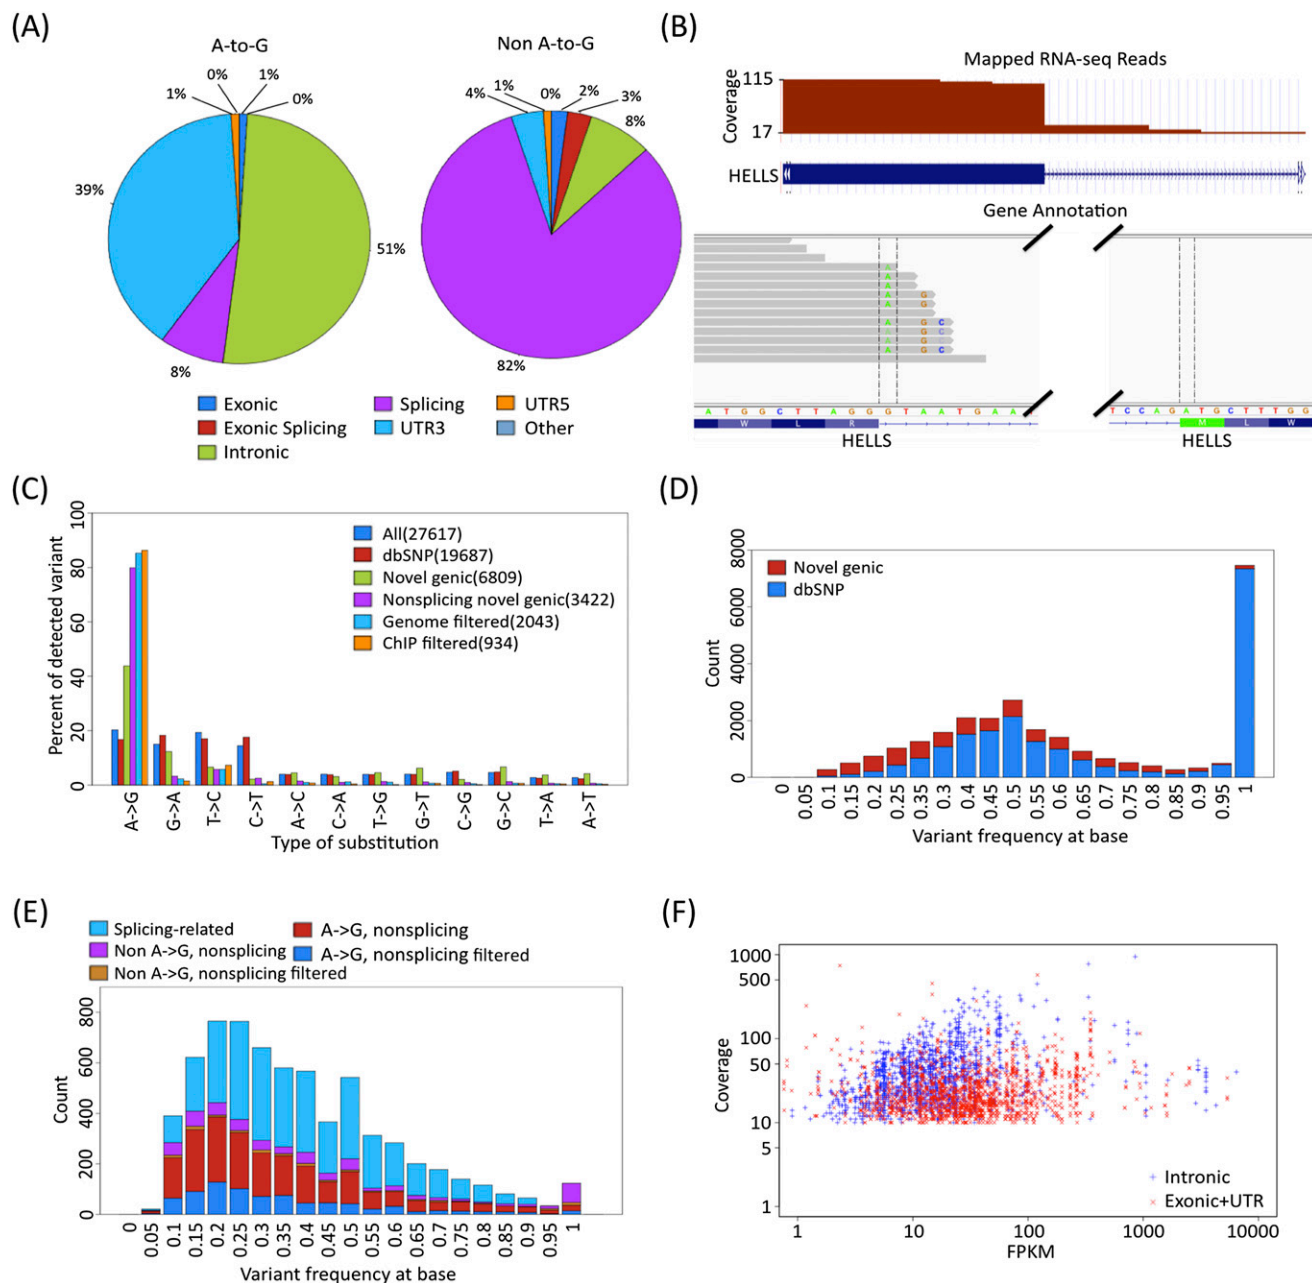 (A)
A-to-G
Non A-to-G
0%
1%
1%
0%
39%
51%
8%
1%
0%
2%
4%
3%
8%
82%
Exonic
Splicing
UTR5
Exonic Splicing
UTR3
Other
Intronic
(B)
Mapped RNA-seq Reads
Coverage
115
17
HELLS
Gene Annotation
A
A
A
A G
A G
A G C
A G C
A G
A G C
A T G G C T T A G G G T A A T G A A
W L R
HELLS
T C C A G A T G C T T T G G
M L W
HELLS
(C)
Percent of detected variant
100
80
60
40
20
0
All(27617)
dbSNP(19687)
Novel genic(6809)
Nonsplicing novel genic(3422)
Genome filtered(2043)
ChIP filtered(934)
A->G G->A T->C C->T A->C C->A T->G G->T C->G G->C T->A A->T
Type of substitution
(D)
Count
8000
6000
4000
2000
0
Novel genic
dbSNP
0 0.05 0.1 0.15 0.2 0.25 0.35 0.3 0.4 0.45 0.5 0.55 0.6 0.65 0.7 0.75 0.8 0.85 0.9 0.95 1
Variant frequency at base
(E)
Splicing-related
A->G, nonsplicing
Non A->G, nonsplicing
A->G, nonsplicing filtered
Non A->G, nonsplicing filtered
Count
800
600
400
200
0
0 0.05 0.1 0.15 0.2 0.25 0.3 0.35 0.4 0.45 0.5 0.55 0.6 0.65 0.7 0.75 0.8 0.85 0.9 0.95 1
Variant frequency at base
(F)
Coverage
1000
500
100
50
10
5
1
Intronic
Exonic+UTR
1 10 100 1000 10000
FPKM